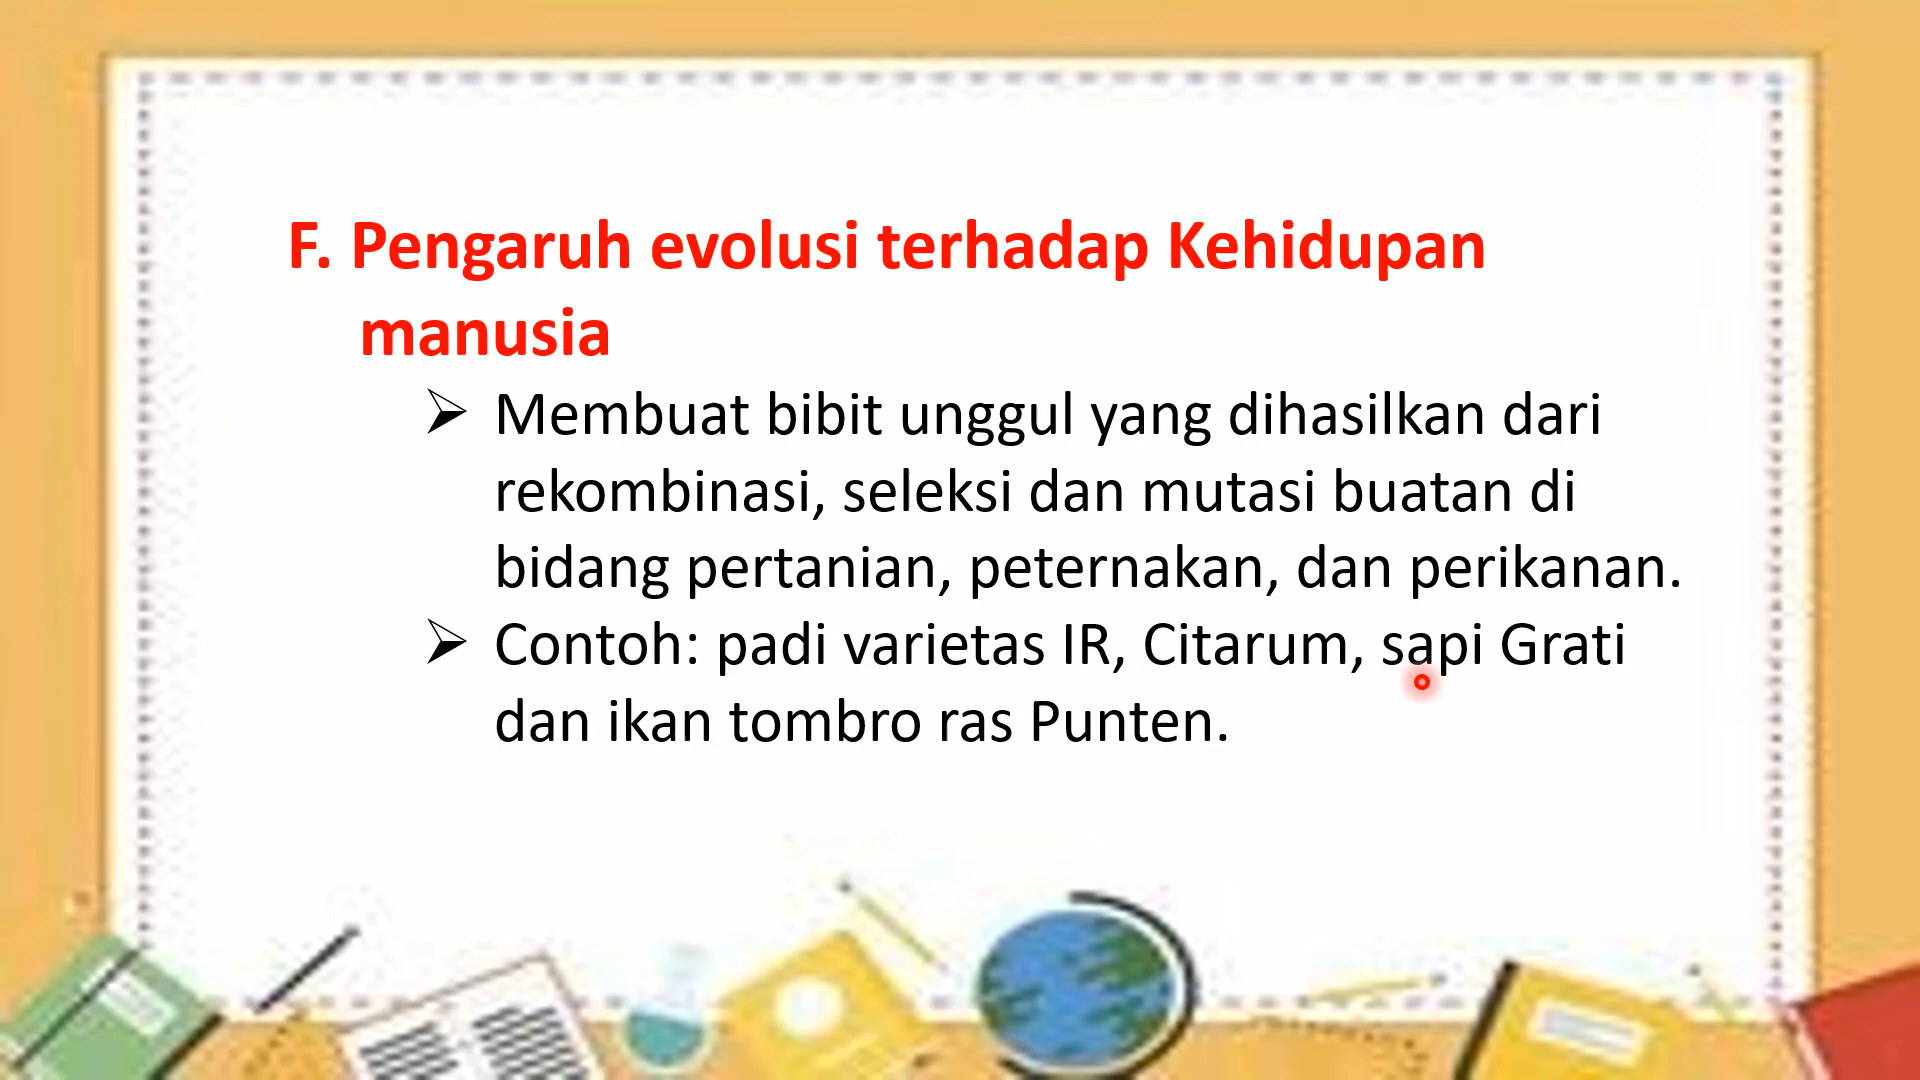 F. Pengaruh evolusi terhadap Kehidupan
manusia
➢ Membuat bibit unggul yang dihasilkan dari
rekombinasi, seleksi dan mutasi buatan di
bidang pertanian, peternakan, dan perikanan.
➢ Contoh: padi varietas IR, Citarum, sapi Grati
dan ikan tombro ras Punten.